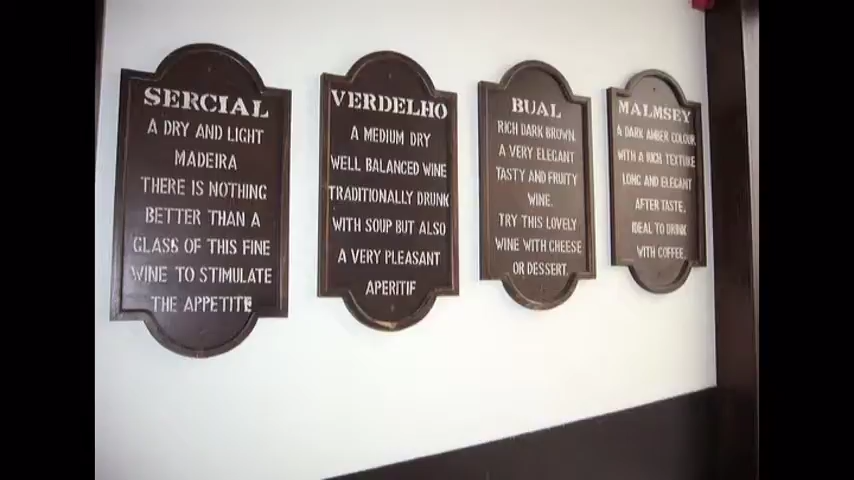 SERCIAL
A DRY AND LIGHT
MADEIRA
THERE IS NOTHING
BETTER THAN A
GLASS OF THIS FINE
WINE TO STIMULATE
THE APPETITE
VERDELHO
A MEDIUM DRY
WELL BALANCED WINE
TRADITIONALLY DRUNK
WITH SOUP BUT ALSO
A VERY PLEASANT
APERITIF
BUAL
RICH DARK BROWN.
A VERY ELEGANT
TASTY AND FRUITY
WINE.
TRY THIS LOVELY
WINE WITH CHEESE
OR DESSERT.
MALMSEY
A DARK AMBER COLOUR
WITH A RICH TEXTURE
LONG AND ELEGANT
AFTER TASTE,
IDEAL TO DRINK
WITH COFFEE.